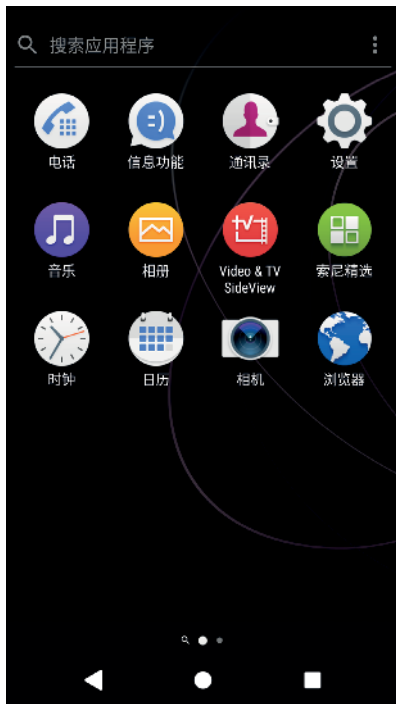 搜索应用程序
电话
信息功能
通讯录
设置
音乐
相册
Video & TV
SideView
索尼精选
时钟
日历
相机
浏览器